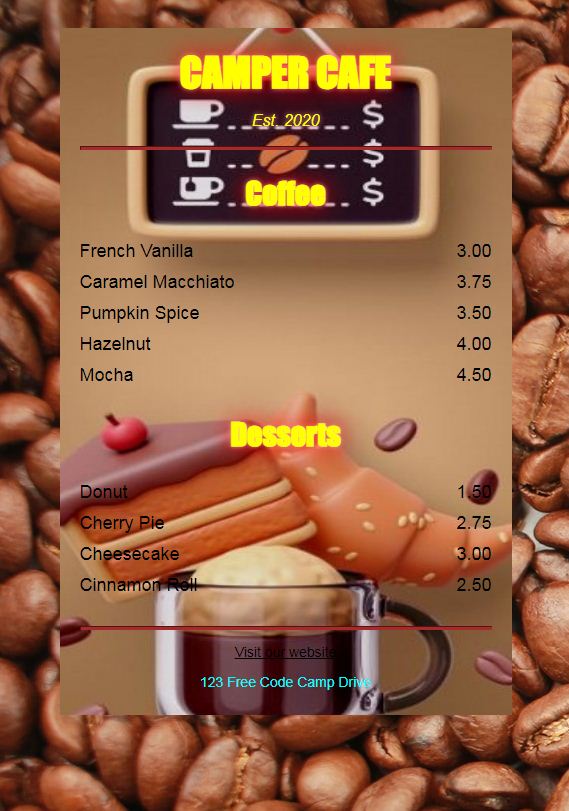 CAMPER CAFE
Est. 2020
$
$
Coffee $
French Vanilla 3.00
Caramel Macchiato 3.75
Pumpkin Spice 3.50
Hazelnut 4.00
Mocha 4.50
Desserts
Donut 1.50
Cherry Pie 2.75
Cheesecake 3.00
Cinnamon Roll 2.50
Visit our website
123 Free Code Camp Drive